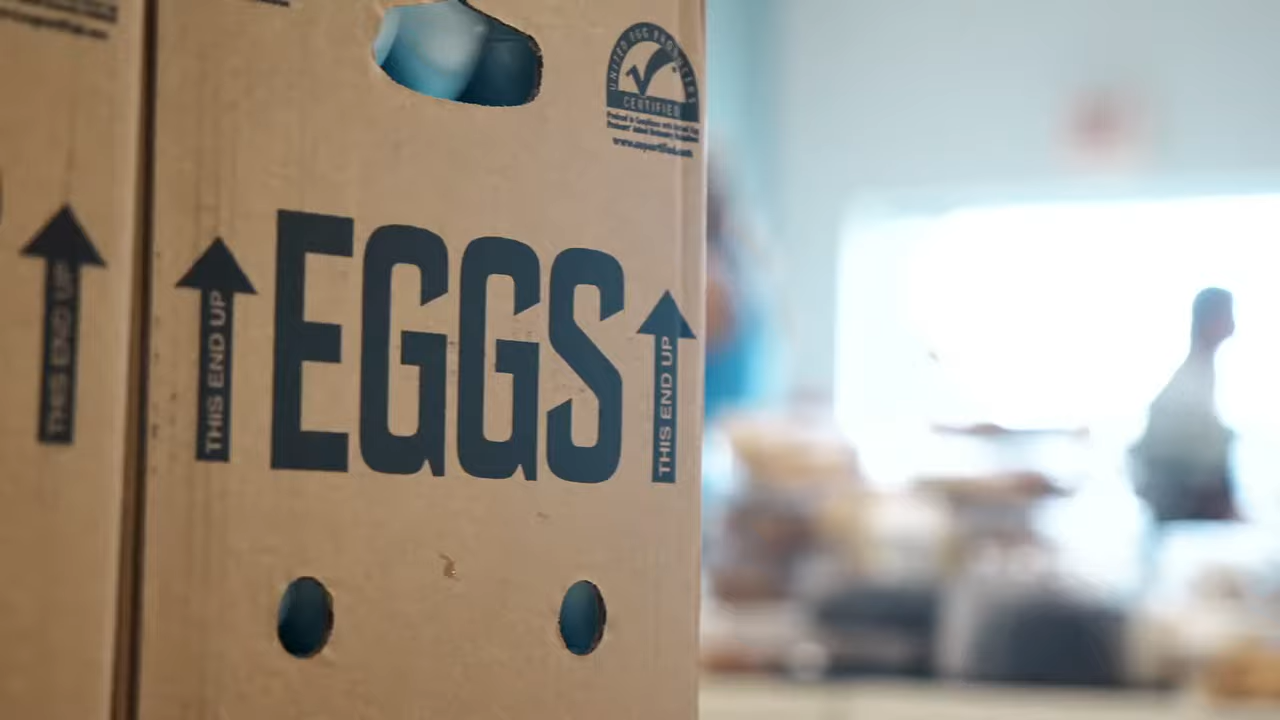 UNITED EGG PRODUCERS
CERTIFIED
EGGS
THIS END UP
THIS END UP
THIS END UP